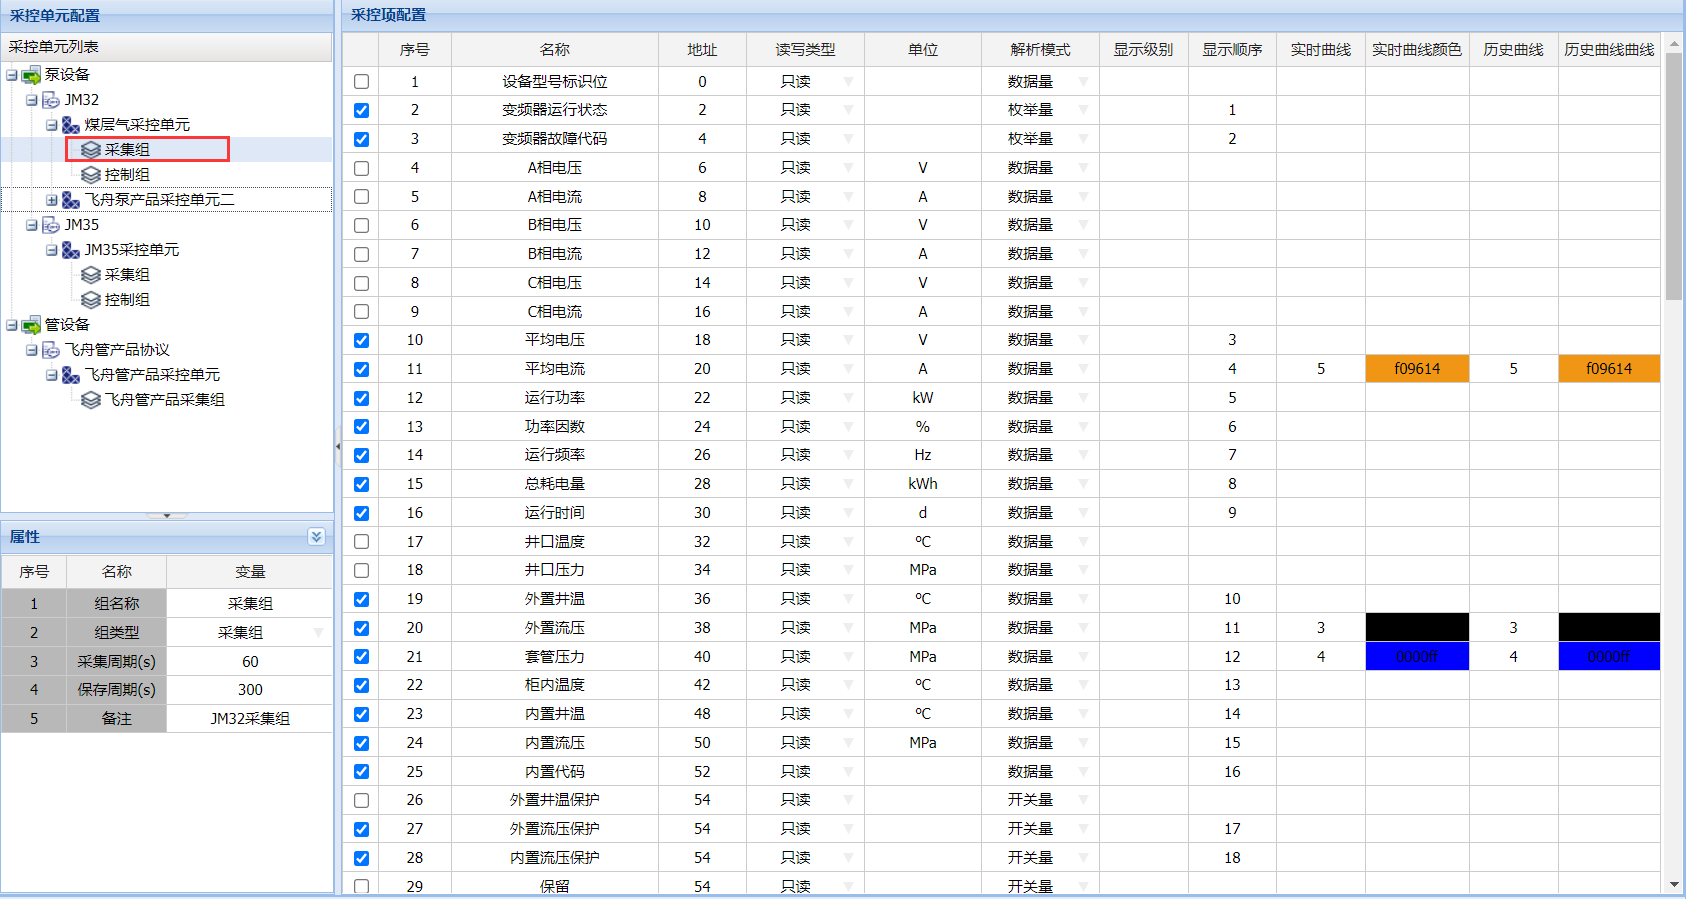 采控单元配置
采控单元列表
泵设备
JM32
煤层气采控单元
采集组
控制组
飞舟泵产品采控单元二
JM35
JM35采控单元
采集组
控制组
管设备
飞舟管产品协议
飞舟管产品采控单元
飞舟管产品采集组
属性
序号 名称 变量
1 组名称 采集组
2 组类型 采集组
3 采集周期(s) 60
4 保存周期(s) 300
5 备注 JM32采集组
采控项配置
序号 名称 地址 读写类型 单位 解析模式 显示级别 显示顺序 实时曲线 实时曲线颜色 历史曲线 历史曲线曲线
1 设备型号标识位 0 只读 数据量
2 变频器运行状态 2 只读 枚举量 1
3 变频器故障代码 4 只读 枚举量 2
4 A相电压 6 只读 V 数据量
5 A相电流 8 只读 A 数据量
6 B相电压 10 只读 V 数据量
7 B相电流 12 只读 A 数据量
8 C相电压 14 只读 V 数据量
9 C相电流 16 只读 A 数据量
10 平均电压 18 只读 V 数据量 3
11 平均电流 20 只读 A 数据量 4 5 f09614 5 f09614
12 运行功率 22 只读 kW 数据量 5
13 功率因数 24 只读 % 数据量 6
14 运行频率 26 只读 Hz 数据量 7
15 总耗电量 28 只读 kWh 数据量 8
16 运行时间 30 只读 d 数据量 9
17 井口温度 32 只读 ℃ 数据量
18 井口压力 34 只读 MPa 数据量
19 外置井温 36 只读 ℃ 数据量 10
20 外置流压 38 只读 MPa 数据量 11 3 3
21 套管压力 40 只读 MPa 数据量 12 4 0000ff 4 0000ff
22 柜内温度 42 只读 ℃ 数据量 13
23 内置井温 48 只读 ℃ 数据量 14
24 内置流压 50 只读 MPa 数据量 15
25 内置代码 52 只读 数据量 16
26 外置井温保护 54 只读 开关量
27 外置流压保护 54 只读 开关量 17
28 内置流压保护 54 只读 开关量 18
29 保留 54 只读 开关量